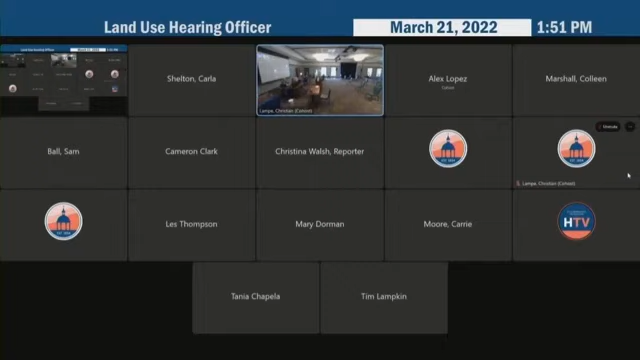 Land Use Hearing Officer
March 21, 2022
1:51 PM
Shelton, Carla
Lampe, Christian (Cohost)
Alex Lopez
Marshall, Colleen
Ball, Sam
Cameron Clark
Christina Walsh, Reporter
Lampe, Christian (Cohost)
Les Thompson
Mary Dorman
Moore, Carrie
HTV
Tania Chapela
Tim Lampkin